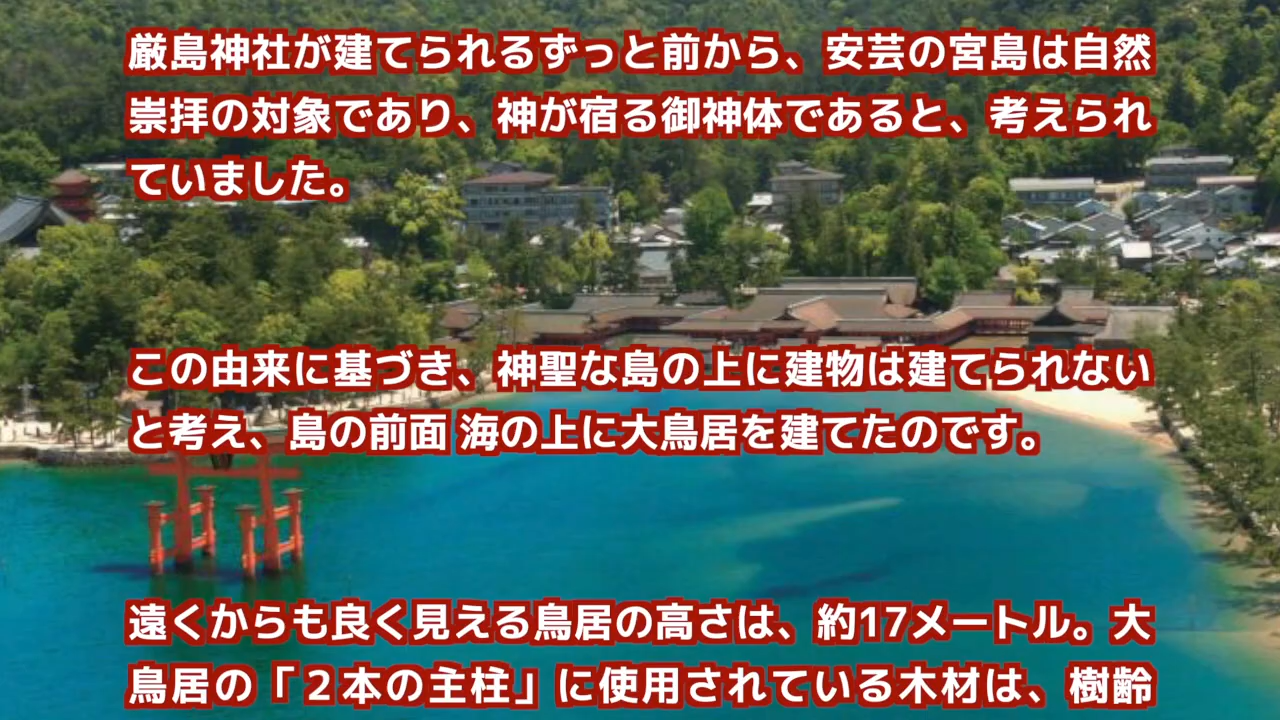 厳島神社が建てられるずっと前から、安芸の宮島は自然
崇拝の対象であり、神が宿る御神体であると、考えられ
ていました。
この由来に基づき、神聖な島の上に建物は建てられない
と考え、島の前面 海の上に大鳥居を建てたのです。
遠くからも良く見える鳥居の高さは、約17メートル。大
鳥居の「２本の主柱」に使用されている木材は、樹齢